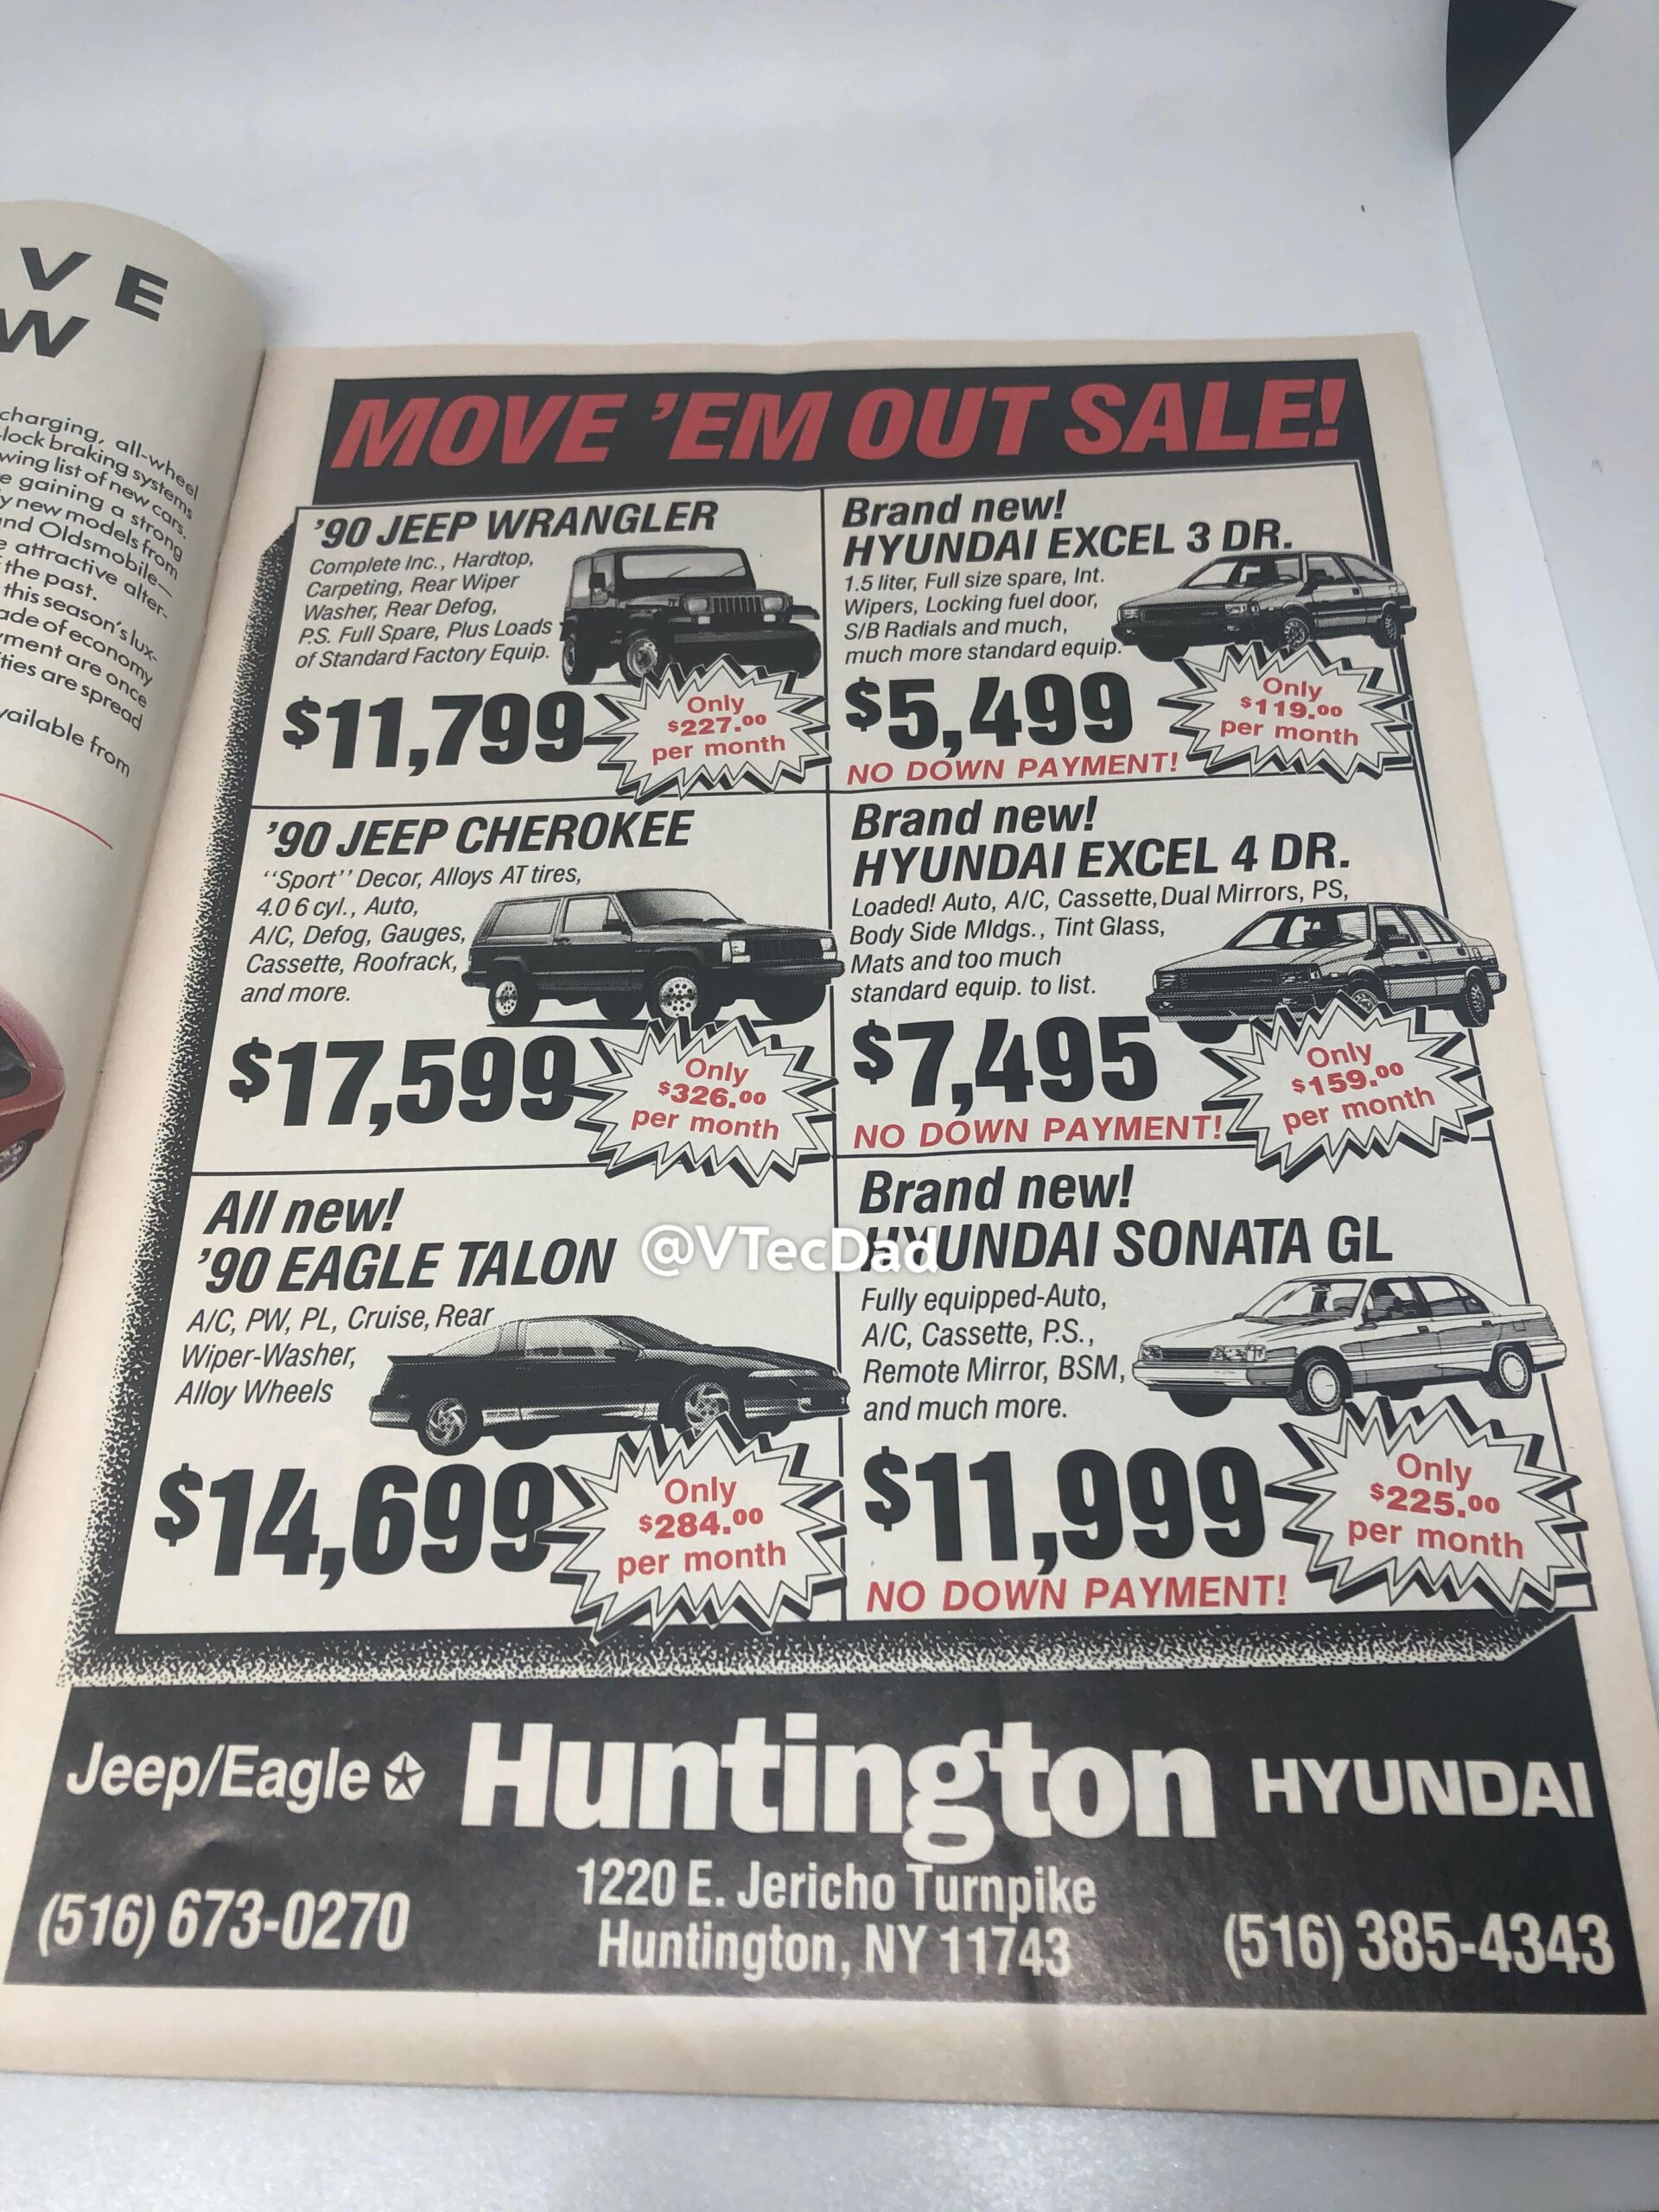 VE
W
charging, all-wheel
-lock braking systems
wing list of new cars.
e gaining a strong
y new models from
nd Oldsmobile—
e attractive alter-
the past.
this season's lux-
ade of economy
ment are once
ties are spread
vailable from
MOVE 'EM OUT SALE!
'90 JEEP WRANGLER
Complete Inc., Hardtop,
Carpeting, Rear Wiper
Washer, Rear Defog,
P.S. Full Spare, Plus Loads
of Standard Factory Equip.
$11,799
Only
$227.00
per month
Brand new!
HYUNDAI EXCEL 3 DR.
1.5 liter, Full size spare, Int.
Wipers, Locking fuel door,
S/B Radials and much,
much more standard equip.
$5,499
NO DOWN PAYMENT!
Only
$119.00
per month
'90 JEEP CHEROKEE
''Sport'' Decor, Alloys AT tires,
4.0 6 cyl., Auto,
A/C, Defog, Gauges,
Cassette, Roofrack,
and more.
$17,599
Only
$326.00
per month
Brand new!
HYUNDAI EXCEL 4 DR.
Loaded! Auto, A/C, Cassette, Dual Mirrors, PS,
Body Side Mldgs., Tint Glass,
Mats and too much
standard equip. to list.
$7,495
NO DOWN PAYMENT!
Only
$159.00
per month
All new!
'90 EAGLE TALON
A/C, PW, PL, Cruise, Rear
Wiper-Washer,
Alloy Wheels
$14,699
Only
$284.00
per month
@VTecDad
Brand new!
HYUNDAI SONATA GL
Fully equipped-Auto,
A/C, Cassette, P.S.,
Remote Mirror, BSM,
and much more.
$11,999
NO DOWN PAYMENT!
Only
$225.00
per month
Jeep/Eagle
Huntington
HYUNDAI
(516) 673-0270
1220 E. Jericho Turnpike
Huntington, NY 11743
(516) 385-4343